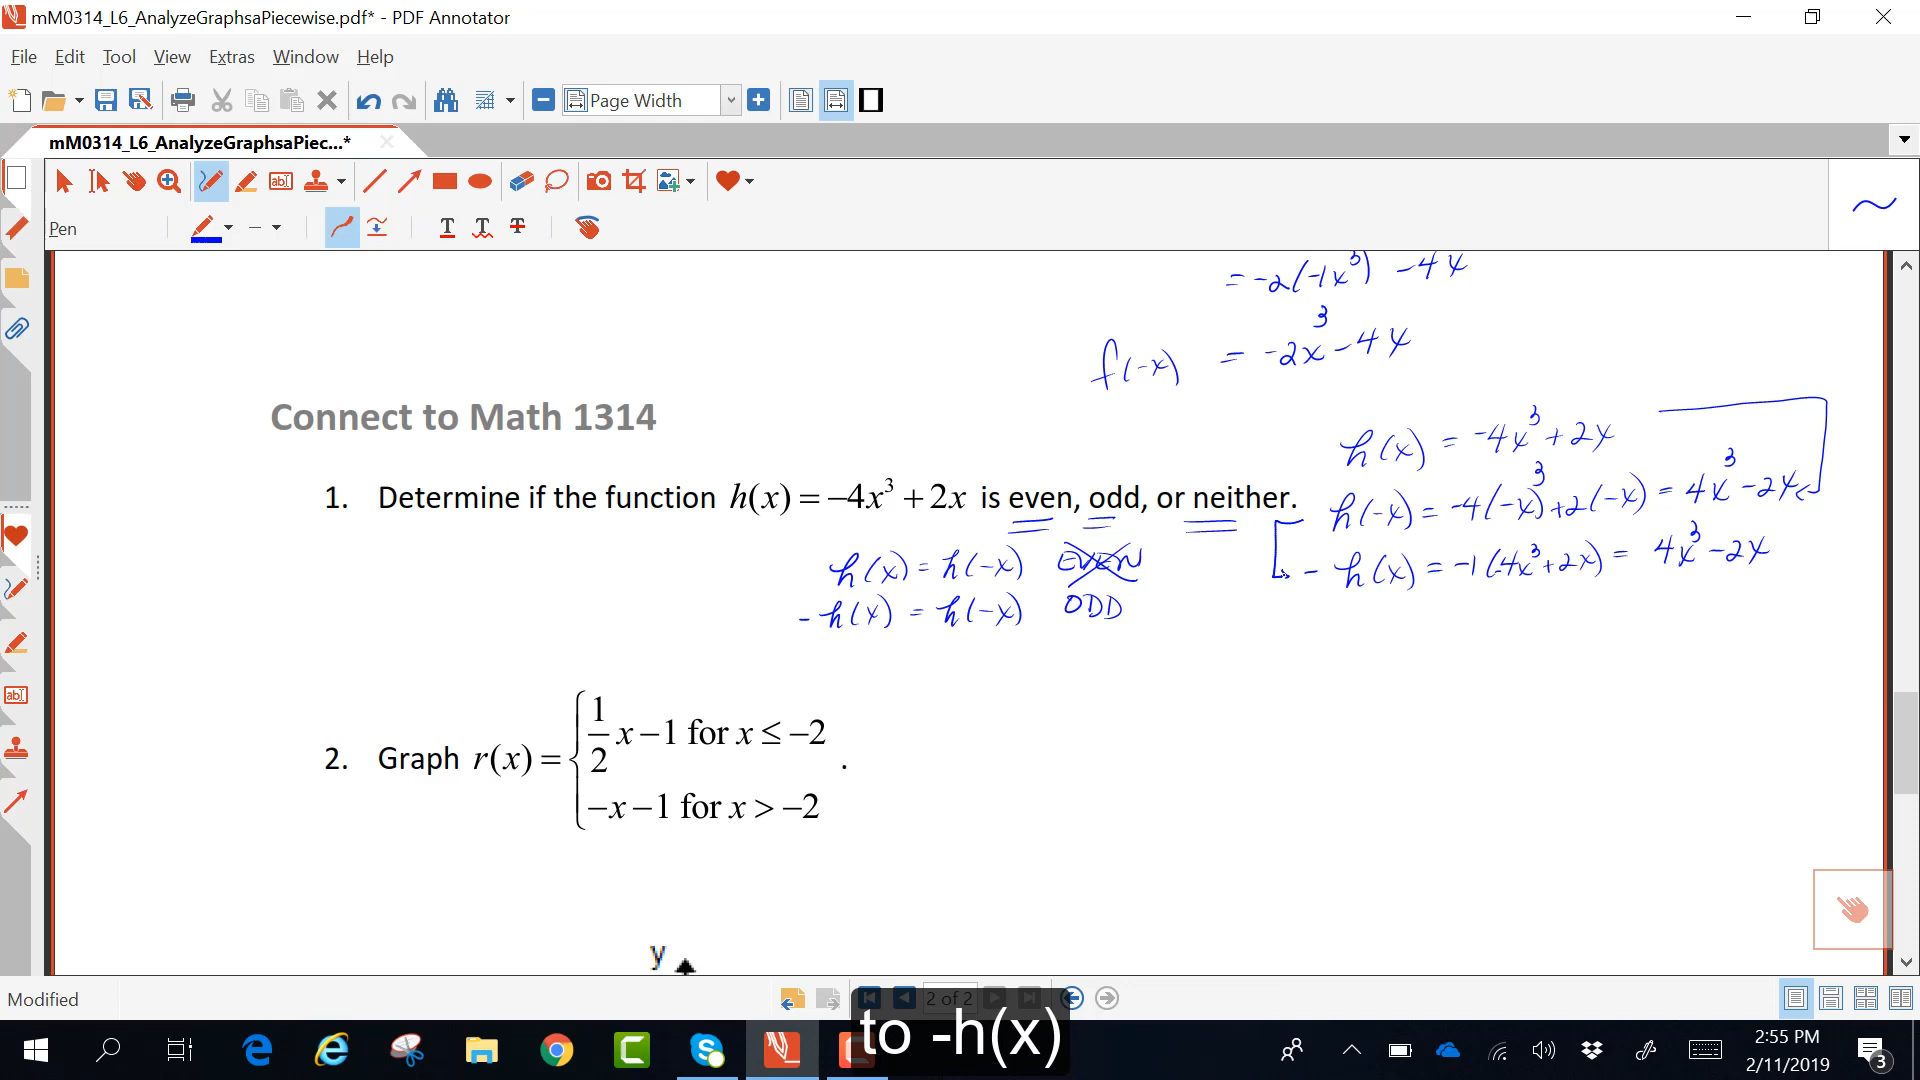 mM0314_L6_AnalyzeGraphsaPiecewise.pdf* - PDF Annotator
File Edit Tool View Extras Window Help
Page Width
mM0314_L6_AnalyzeGraphsaPiec...*
Pen
= -2(-1x³) -4x
f(-x) = -2x³-4x
Connect to Math 1314
h(x) = -4x³+2x
1. Determine if the function h(x) = −4x³ + 2x is even, odd, or neither.
h(-x) = -4(-x)³+2(-x) = 4x³-2x
h(x) = h(-x) EVEN
- h(x) = -1(-4x³+2x) = 4x³-2x
- h(x) = h(-x) ODD
2. Graph r(x) = { 1/2 x − 1 for x ≤ −2
−x − 1 for x > −2 .
y
Modified
2 of 2
to -h(x)
2:55 PM
2/11/2019
3